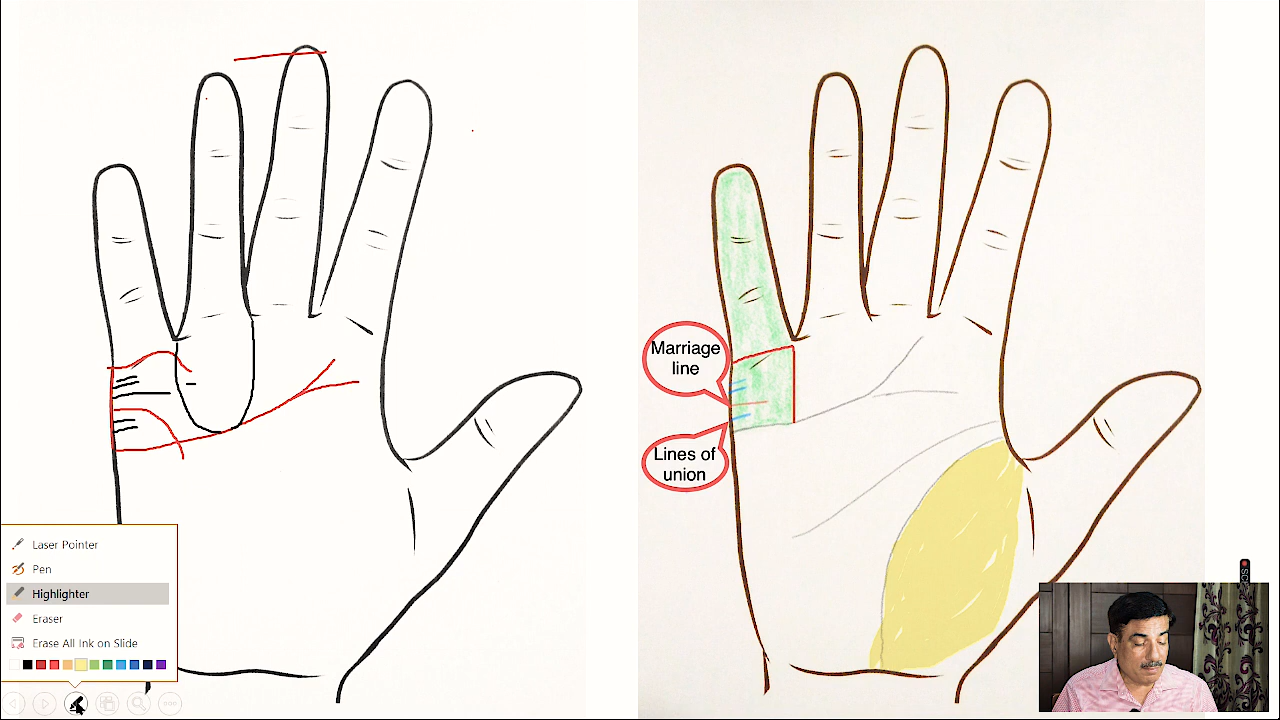 Marriage
line
Lines of
union
Laser Pointer
Pen
Highlighter
Eraser
Erase All Ink on Slide